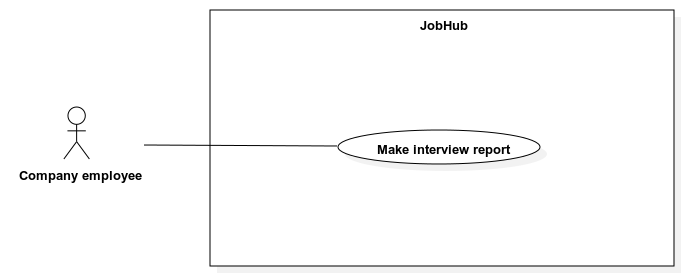 JobHub
Make interview report
Company employee